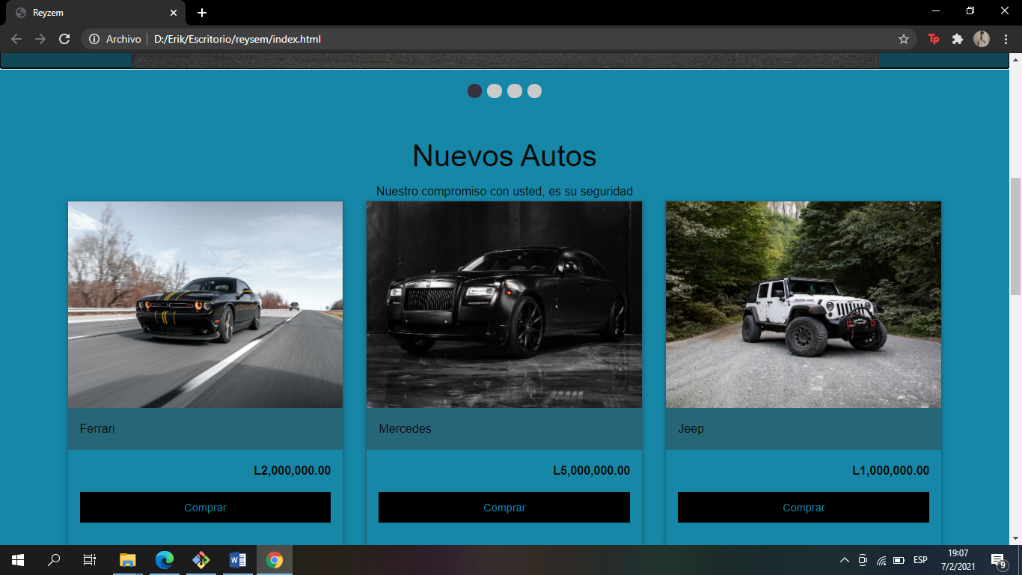 Reyzem
Archivo D:/Erik/Escritorio/reysem/index.html
Nuevos Autos
Nuestro compromiso con usted, es su seguridad
Ferrari
Mercedes
Jeep
L2,000,000.00
L5,000,000.00
L1,000,000.00
Comprar
Comprar
Comprar
ESP
19:07
7/2/2021
9